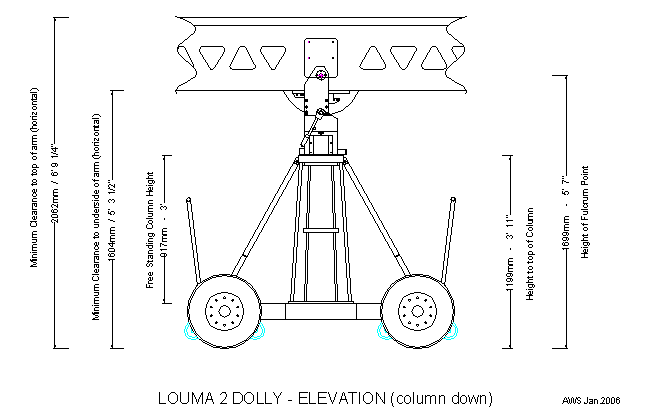 Minimum Clearance to top of arm (horizontal)
2062mm / 6' 9 1/4"
Minimum Clearance to underside of arm (horizontal)
1604mm / 5' 3 1/2"
Free Standing Column Height
917mm - 3'
1199mm - 3' 11"
Height to top of Column
1699mm - 5' 7"
Height of Fulcrum Point
LOUMA 2 DOLLY - ELEVATION (column down)
AWS Jan 2006